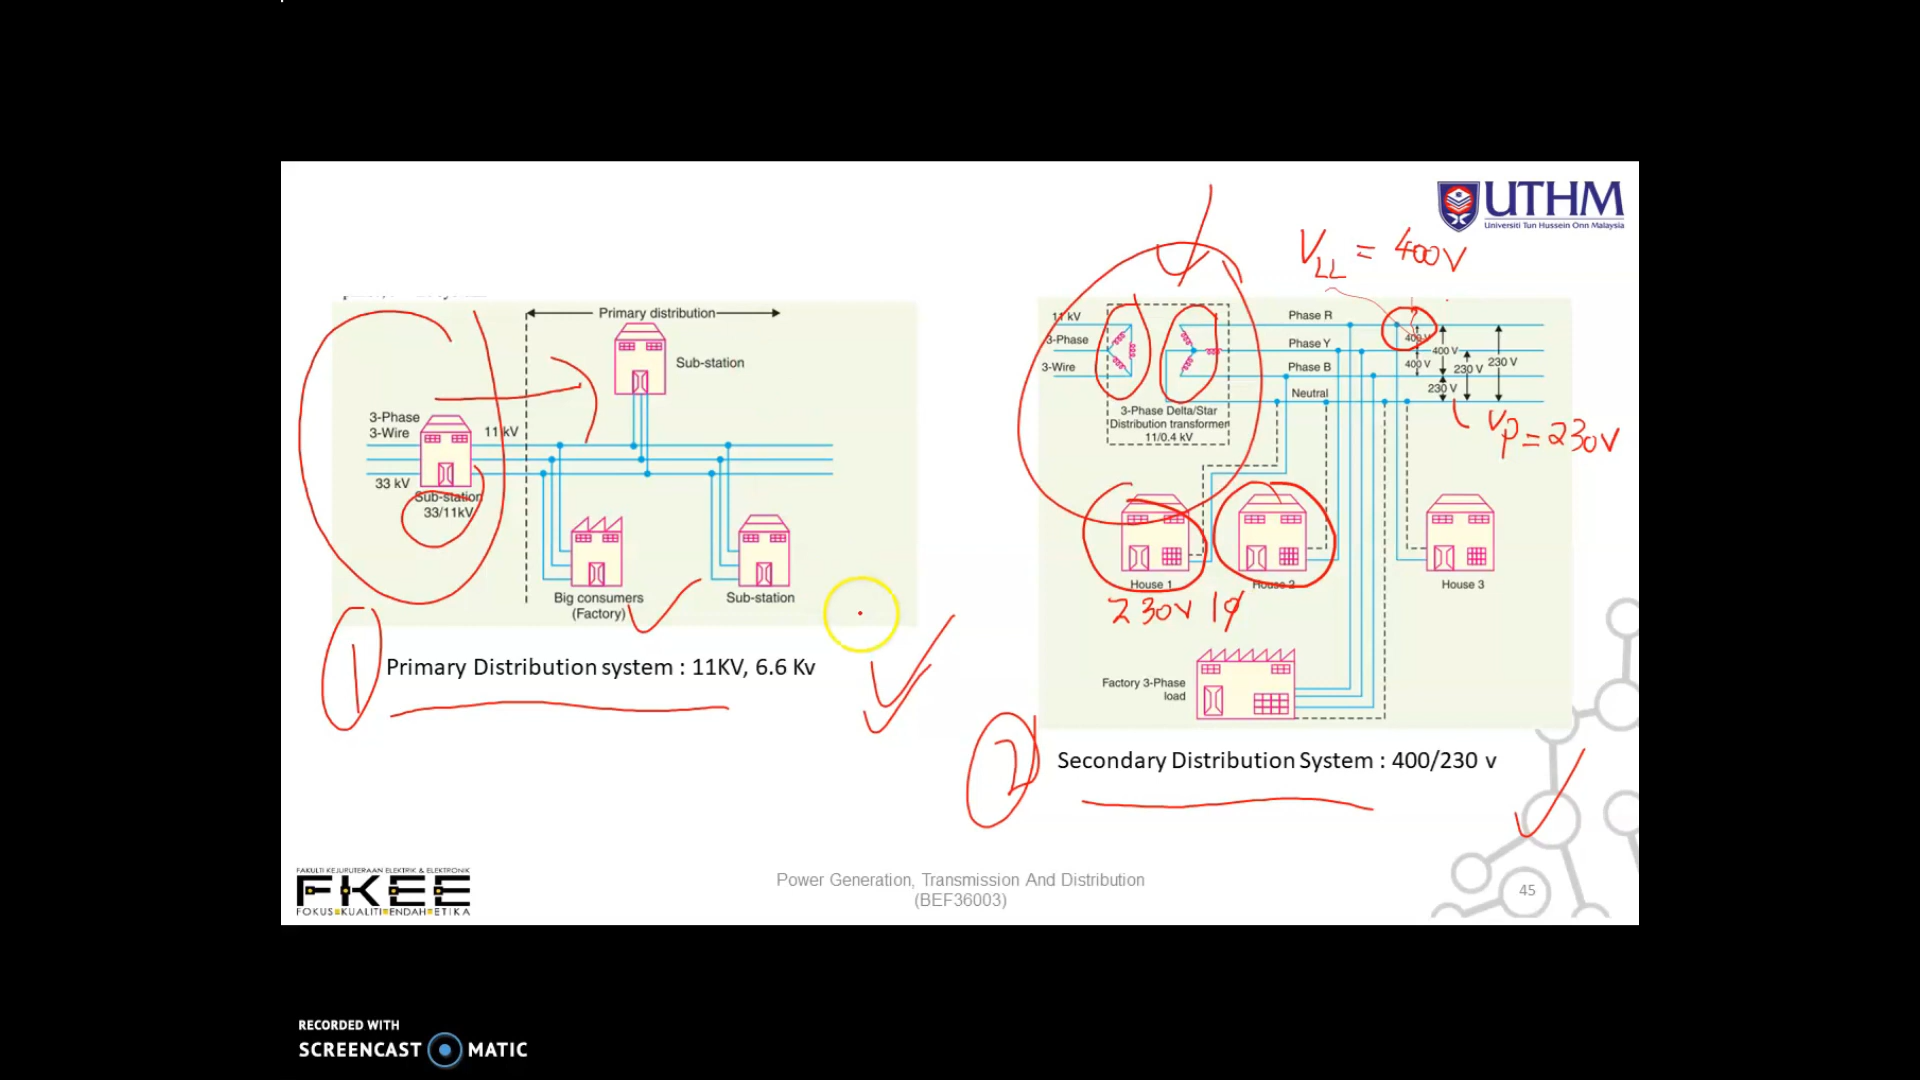 UTHM
Universiti Tun Hussein Onn Malaysia
V_LL = 400V
Primary distribution
Sub-station
3-Phase
3-Wire
11 kV
33 kV
Sub-station
33/11kV
Big consumers
(Factory)
Sub-station
1
Primary Distribution system : 11KV, 6.6 Kv
11 kV
3-Phase
3-Wire
3-Phase Delta/Star
Distribution transformer
11/0.4 kV
Phase R
Phase Y
Phase B
Neutral
400 V
400 V
400 V
230 V
230 V
230 V
Vp = 230V
House 1
House 2
House 3
230V 1φ
Factory 3-Phase
load
2
Secondary Distribution System : 400/230 v
FAKULTI KEJURUTERAAN ELEKTRIK & ELEKTRONIK
FKEE
FOKUS KUALITI ENDAH ETIKA
Power Generation, Transmission And Distribution
(BEF36003)
45
RECORDED WITH
SCREENCAST MATIC